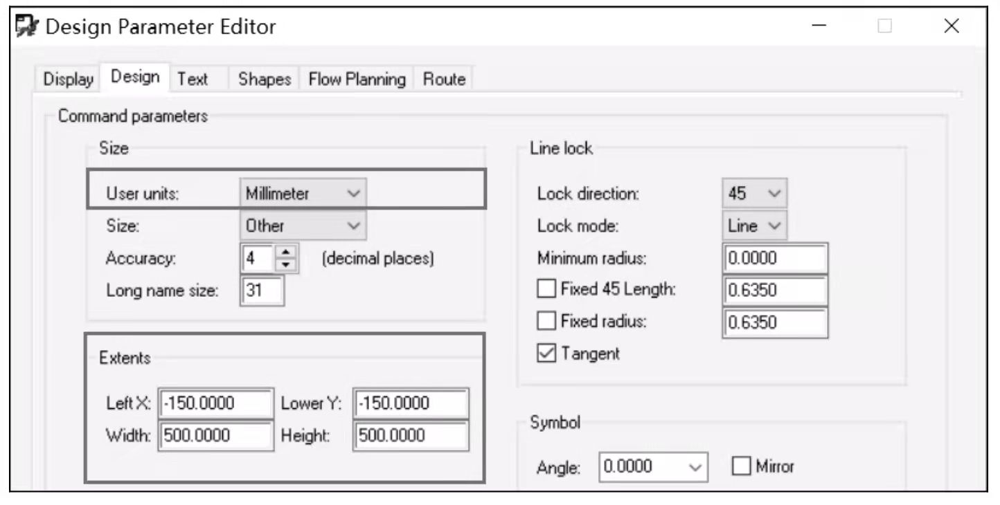 Design Parameter Editor
Display Design Text Shapes Flow Planning Route
Command parameters
Size
User units: Millimeter
Size: Other
Accuracy: 4 (decimal places)
Long name size: 31
Extents
Left X: -150.0000 Lower Y: -150.0000
Width: 500.0000 Height: 500.0000
Line lock
Lock direction: 45
Lock mode: Line
Minimum radius: 0.0000
Fixed 45 Length: 0.6350
Fixed radius: 0.6350
Tangent
Symbol
Angle: 0.0000 Mirror